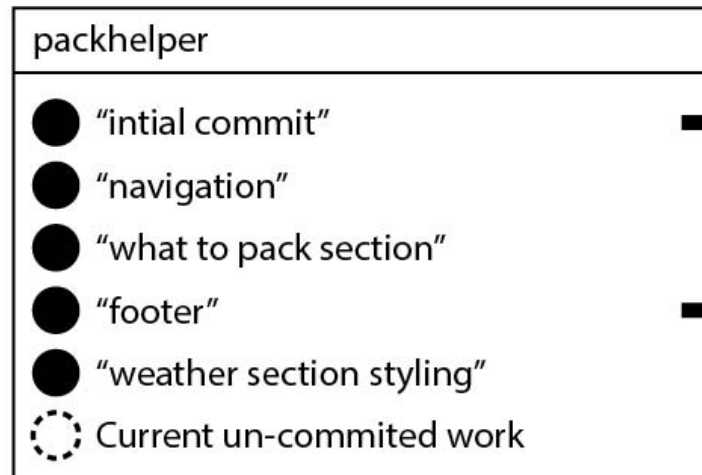 packhelper
“intial commit”
“navigation”
“what to pack section”
“footer”
“weather section styling”
Current un-commited work